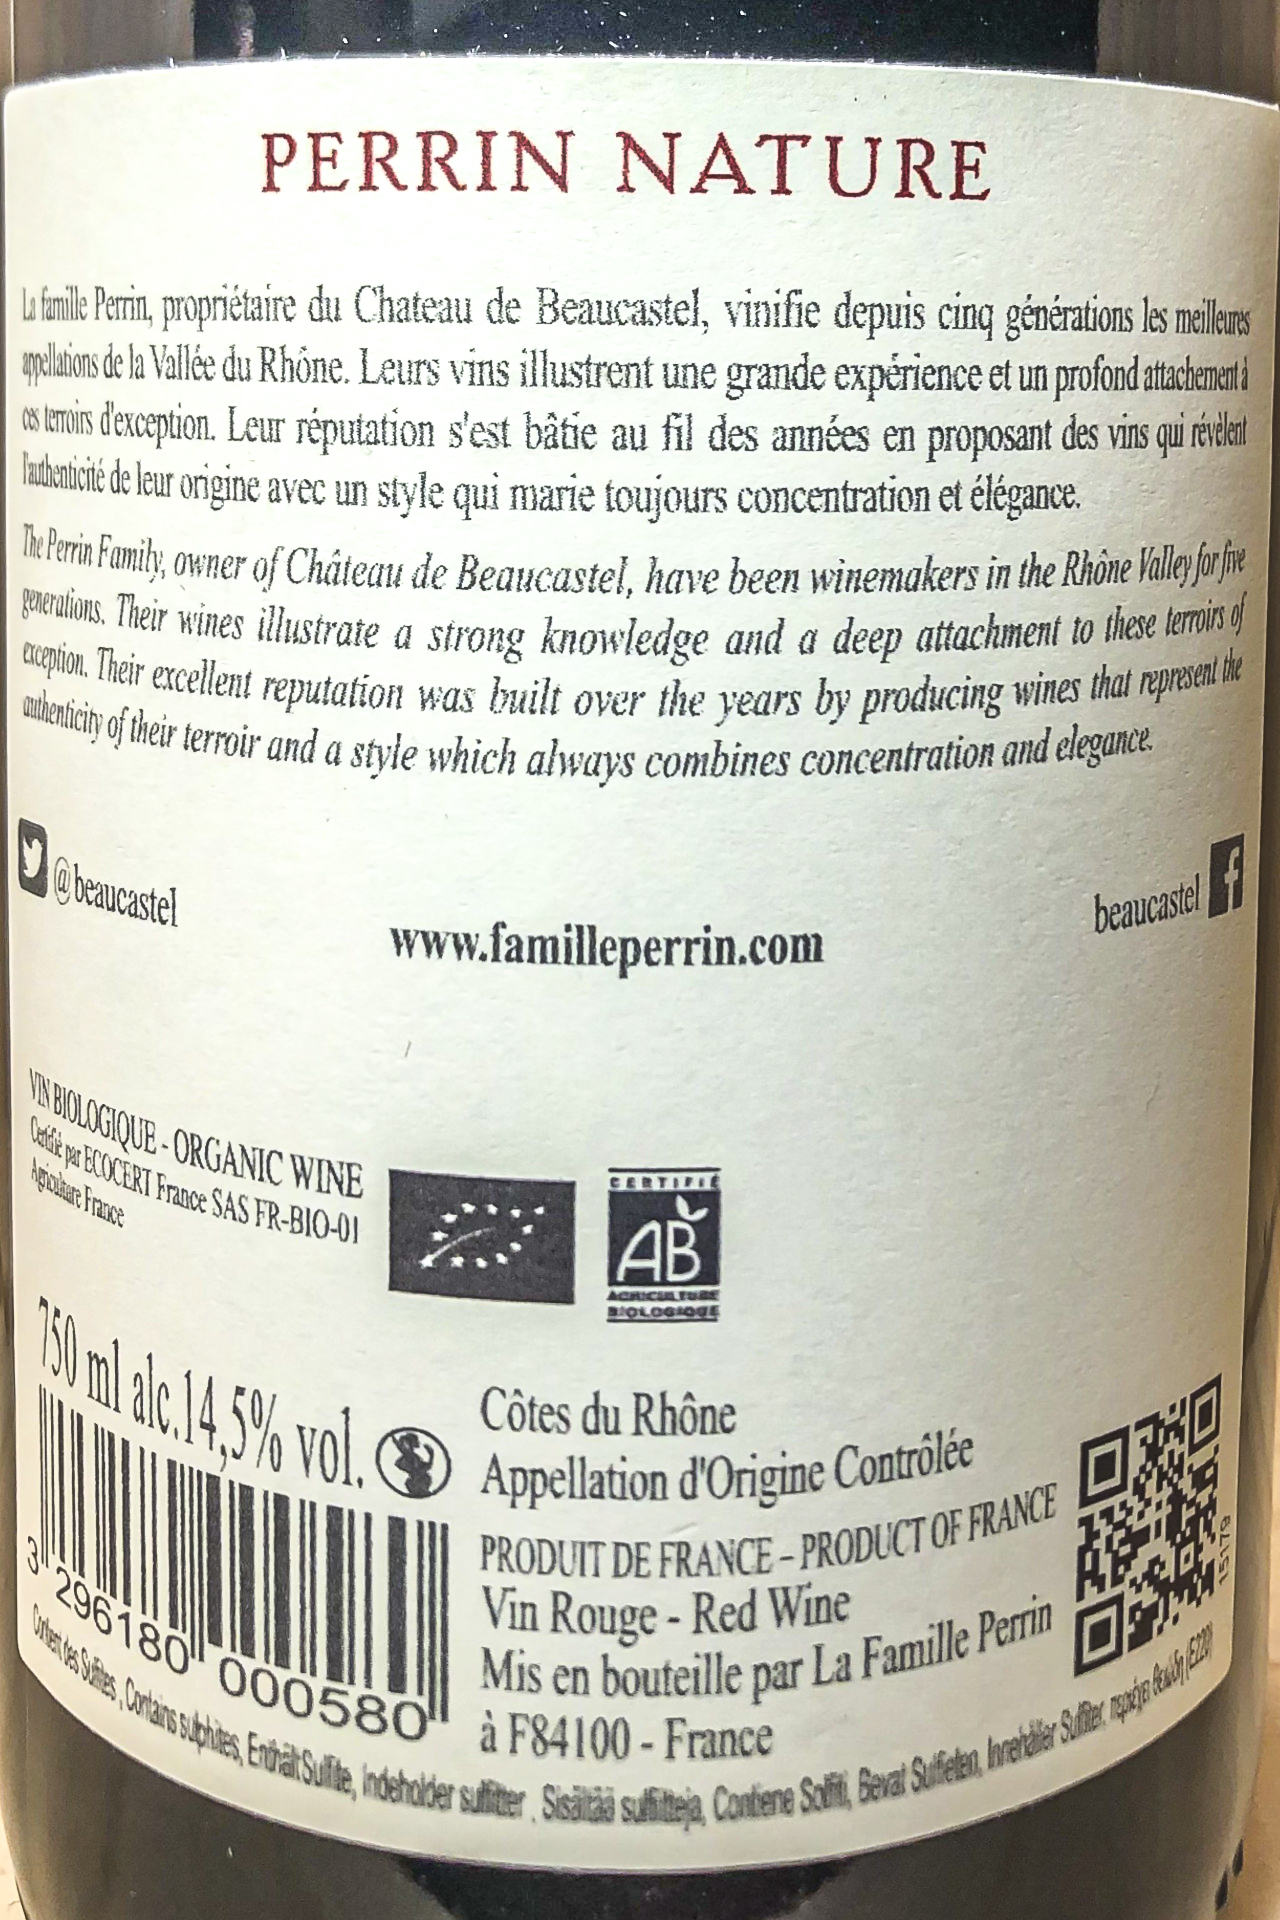 PERRIN NATURE
La famille Perrin, propriétaire du Chateau de Beaucastel, vinifie depuis cinq générations les meilleures
appellations de la Vallée du Rhône. Leurs vins illustrent une grande expérience et un profond attachement à
ces terroirs d'exception. Leur réputation s'est bâtie au fil des années en proposant des vins qui révèlent
l'authenticité de leur origine avec un style qui marie toujours concentration et élégance.
The Perrin Family, owner of Château de Beaucastel, have been winemakers in the Rhône Valley for five
generations. Their wines illustrate a strong knowledge and a deep attachment to these terroirs of
exception. Their excellent reputation was built over the years by producing wines that represent the
authenticity of their terroir and a style which always combines concentration and elegance.
@beaucastel
beaucastel
www.familleperrin.com
VIN BIOLOGIQUE - ORGANIC WINE
Certifié par ECOCERT France SAS FR-BIO-01
Agriculture France
CERTIFIÉ
AB
AGRICULTURE
BIOLOGIQUE
750 ml alc.14,5% vol.
3 296180 000580
Côtes du Rhône
Appellation d'Origine Contrôlée
PRODUIT DE FRANCE – PRODUCT OF FRANCE
Vin Rouge - Red Wine
Mis en bouteille par La Famille Perrin
à F84100 - France
15179
Contient des Sulfites , Contains sulphites, Enthält Sulfite, Indeholder sulfitter . Sisältää sulfiitteja, Contiene Solfiti, Bevat Sulfieten, Innehåller Sulfiter, περιέχει θειώδη (E220)